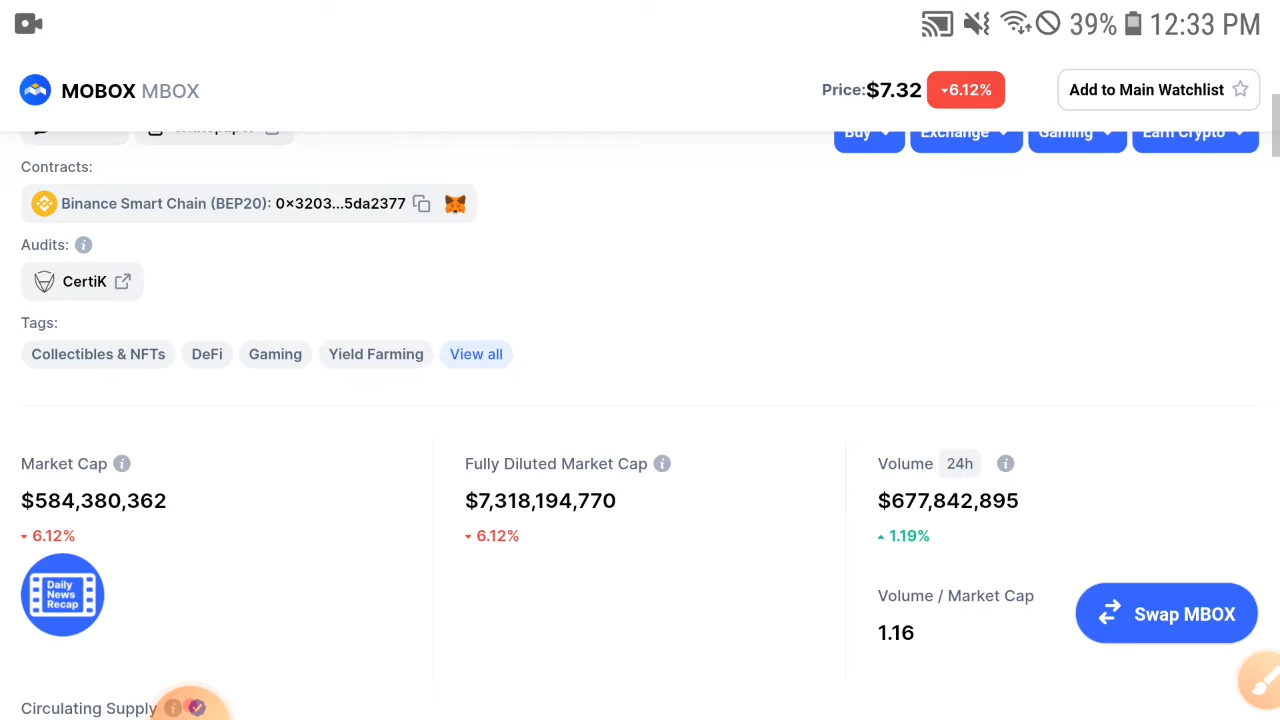 39% 12:33 PM
MOBOX MBOX
Price: $7.32 6.12%
Add to Main Watchlist
Whitepaper
Buy Exchange Gaming Earn Crypto
Contracts:
Binance Smart Chain (BEP20): 0x3203...5da2377
Audits:
CertiK
Tags:
Collectibles & NFTs DeFi Gaming Yield Farming View all
Market Cap
$584,380,362
6.12%
Fully Diluted Market Cap
$7,318,194,770
6.12%
Volume 24h
$677,842,895
1.19%
Daily
News
Recap
Volume / Market Cap
1.16
Swap MBOX
Circulating Supply